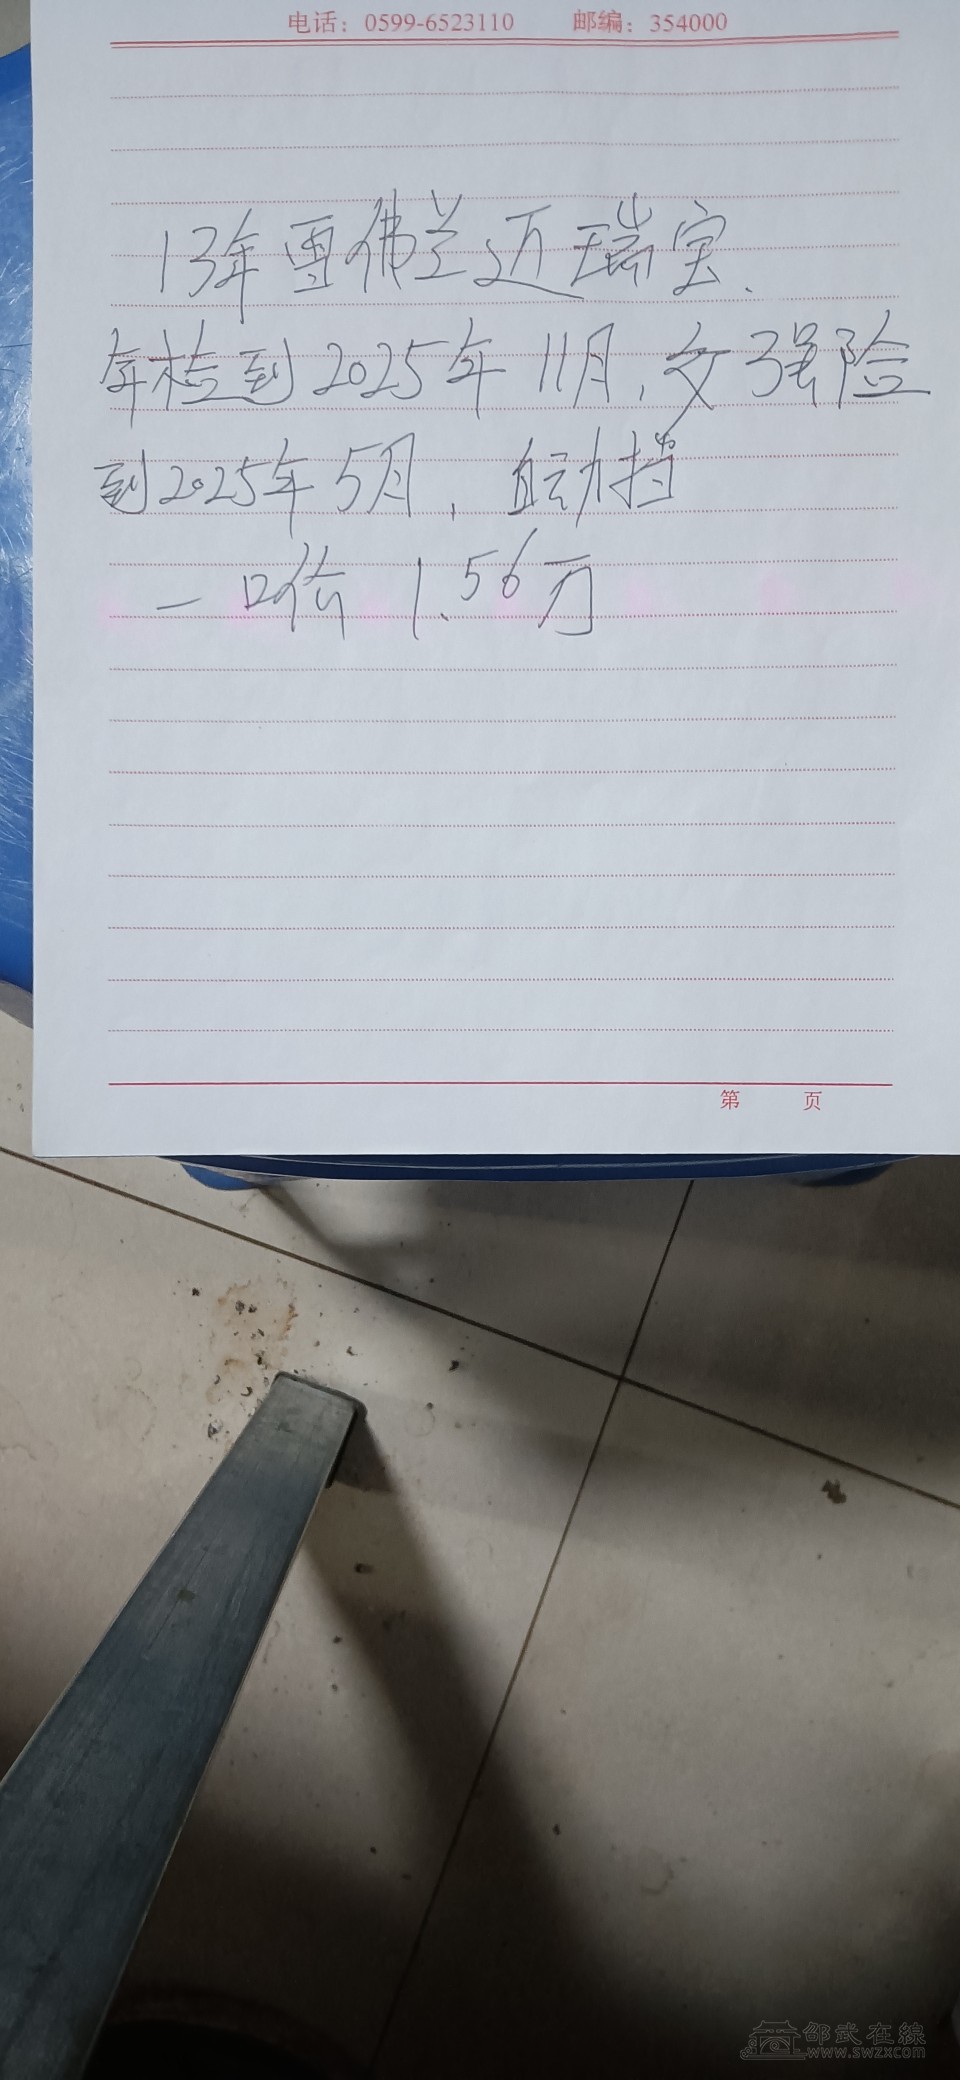 电话：0599-6523110 邮编：354000
13年雪佛兰迈瑞宝.
年检到2025年11月，交强险
到2025年5月，自动挡
一口价 1.56万
第 页
邵武在線
www.swzx.com